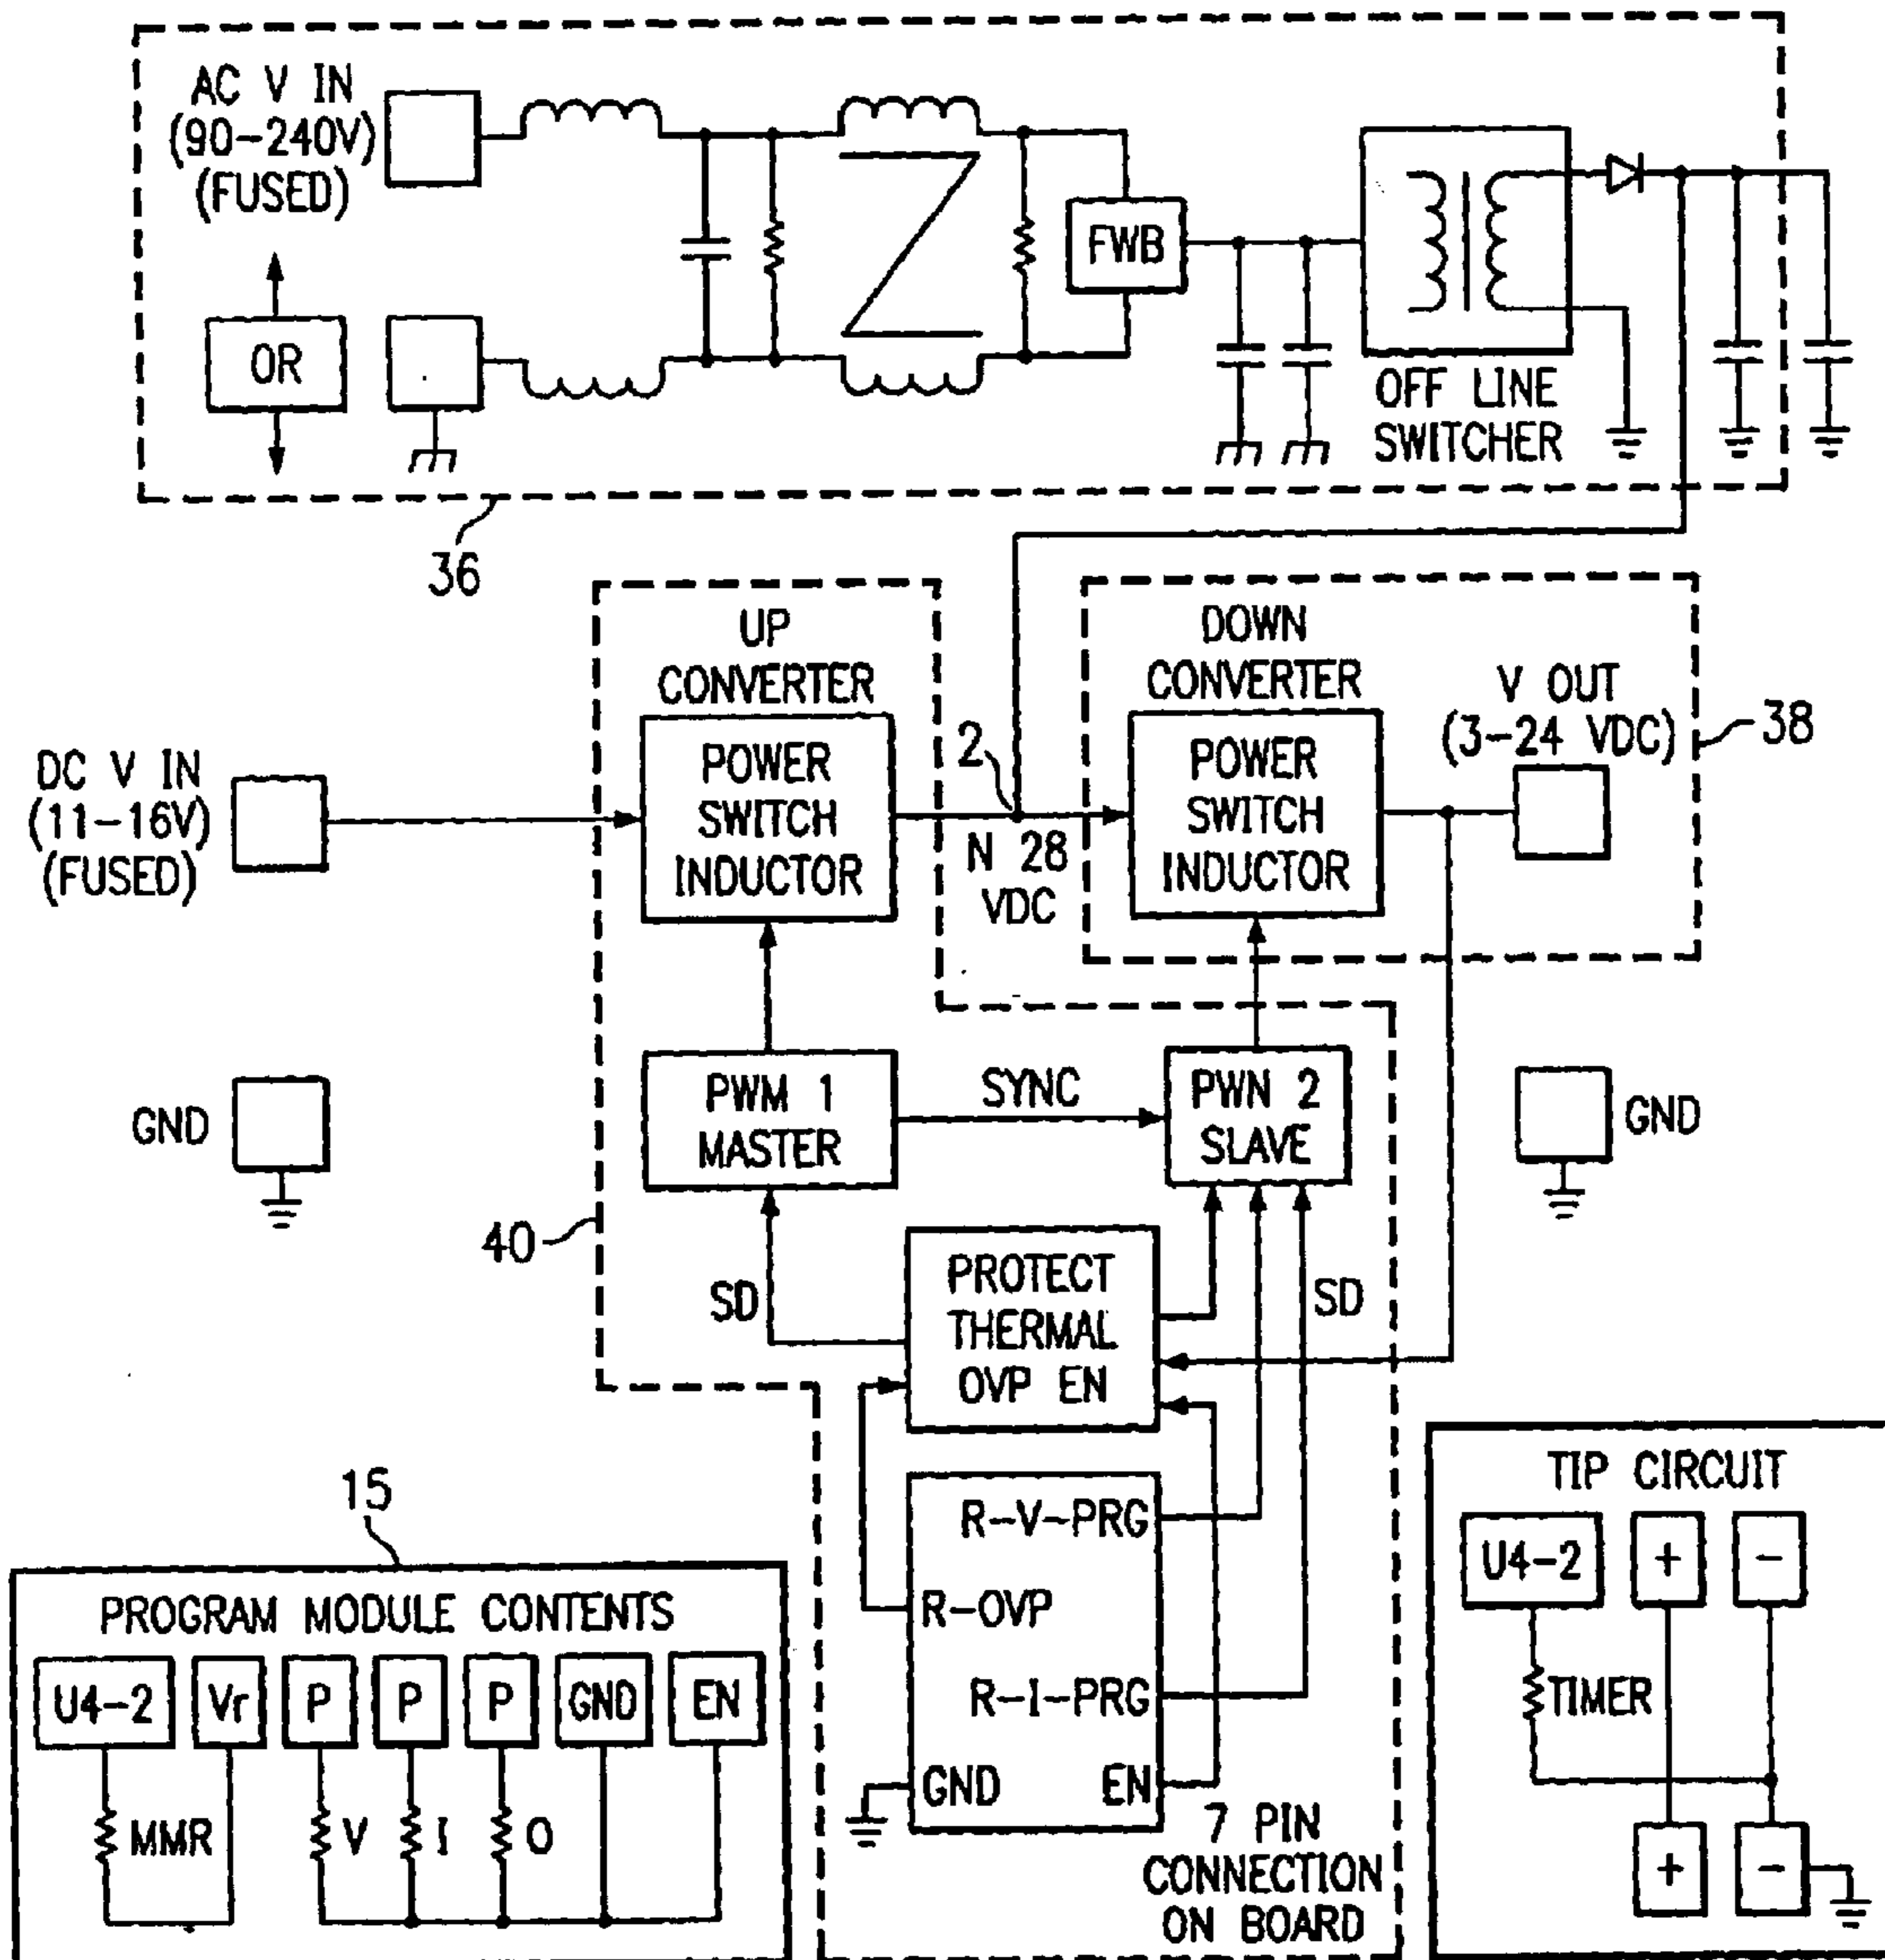 AC V IN
(90-240V)
(FUSED)
OR
FWB
OFF LINE
SWITCHER
36
UP
CONVERTER
POWER
SWITCH
INDUCTOR
DOWN
CONVERTER
POWER
SWITCH
INDUCTOR
V OUT
(3-24 VDC)
38
DC V IN
(11-16V)
(FUSED)
2
N 28
VDC
GND
PWM 1
MASTER
SYNC
PWN 2
SLAVE
GND
40
SD
PROTECT
THERMAL
OVP EN
SD
R-V-PRG
R-OVP
R-I-PRG
GND
EN
7 PIN
CONNECTION
ON BOARD
15
PROGRAM MODULE CONTENTS
U4-2
Vr
P
P
P
GND
EN
MMR
V
I
O
TIP CIRCUIT
U4-2
+
-
TIMER
+
-